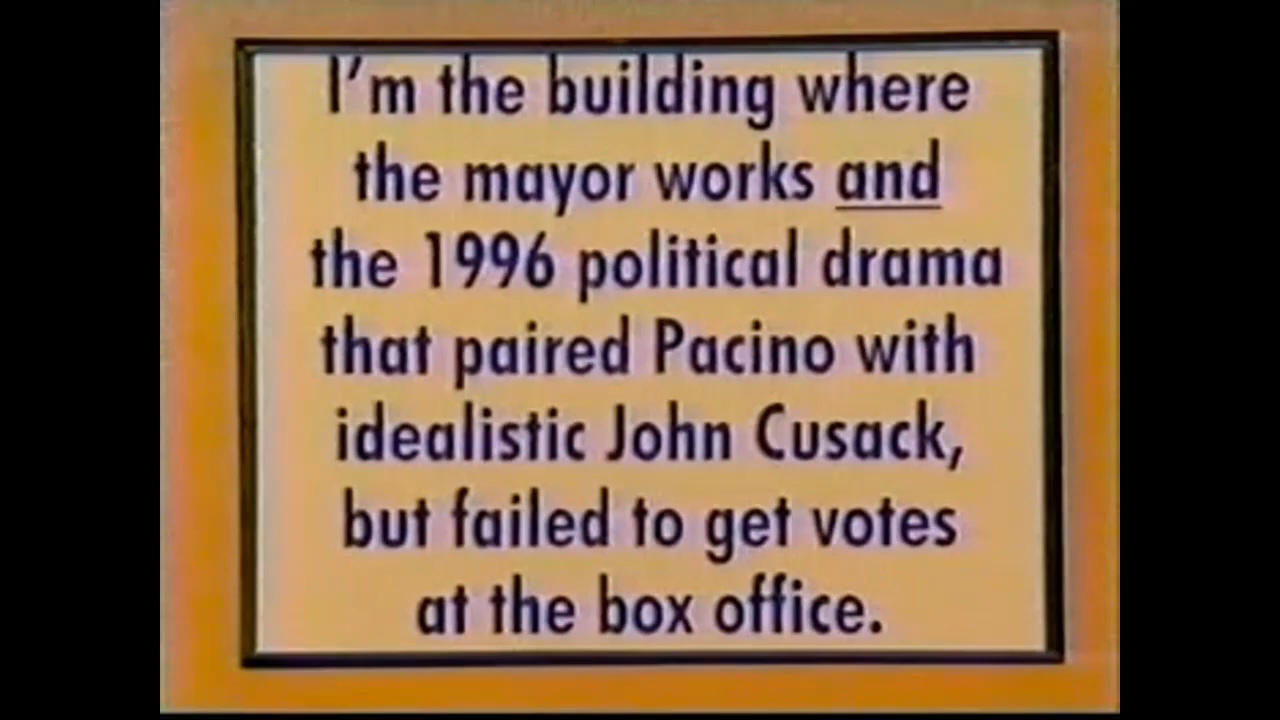 I'm the building where
the mayor works and
the 1996 political drama
that paired Pacino with
idealistic John Cusack,
but failed to get votes
at the box office.